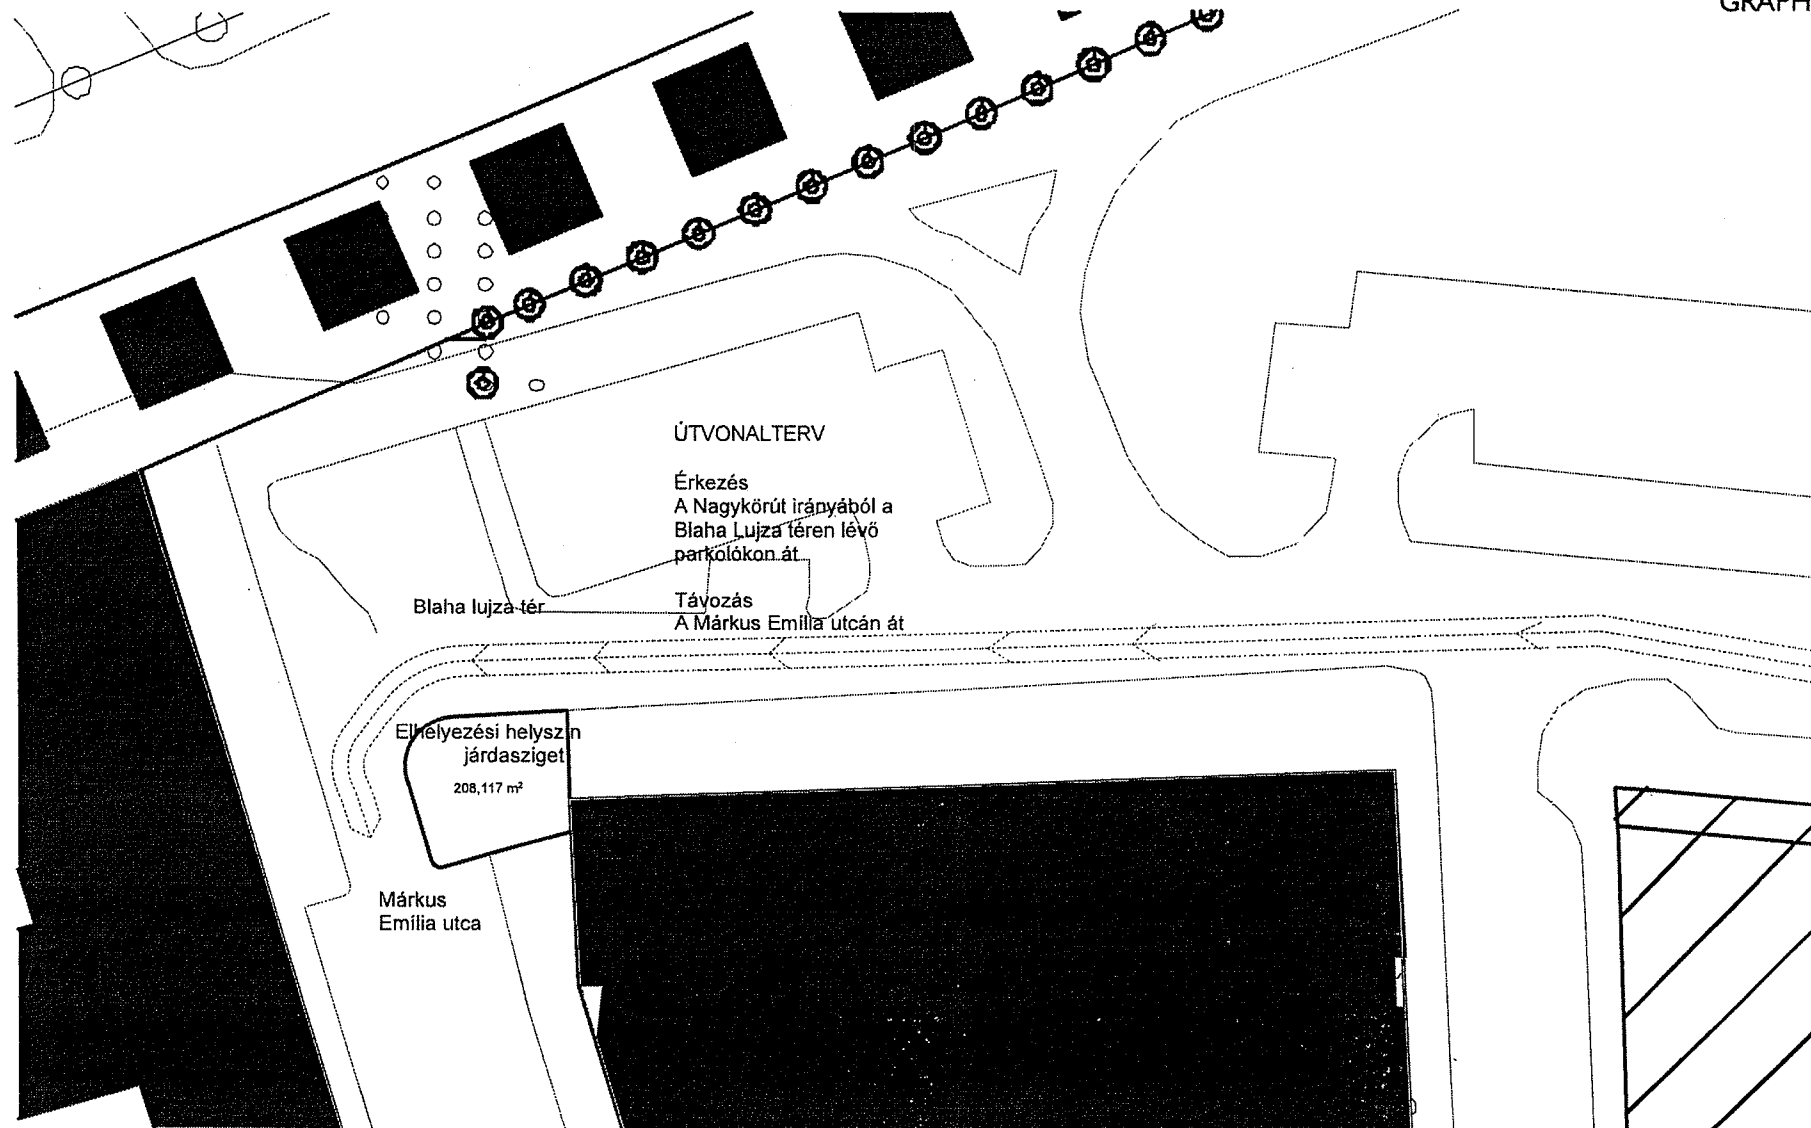 GRAPH
ÚTVONALTERV
Érkezés
A Nagykörút irányából a
Blaha Lujza téren lévő
parkolókon át
Távozás
A Márkus Emília utcán át
Blaha lujza tér
Elhelyezési helyszín
járdasziget
208,117 m²
Márkus
Emília utca